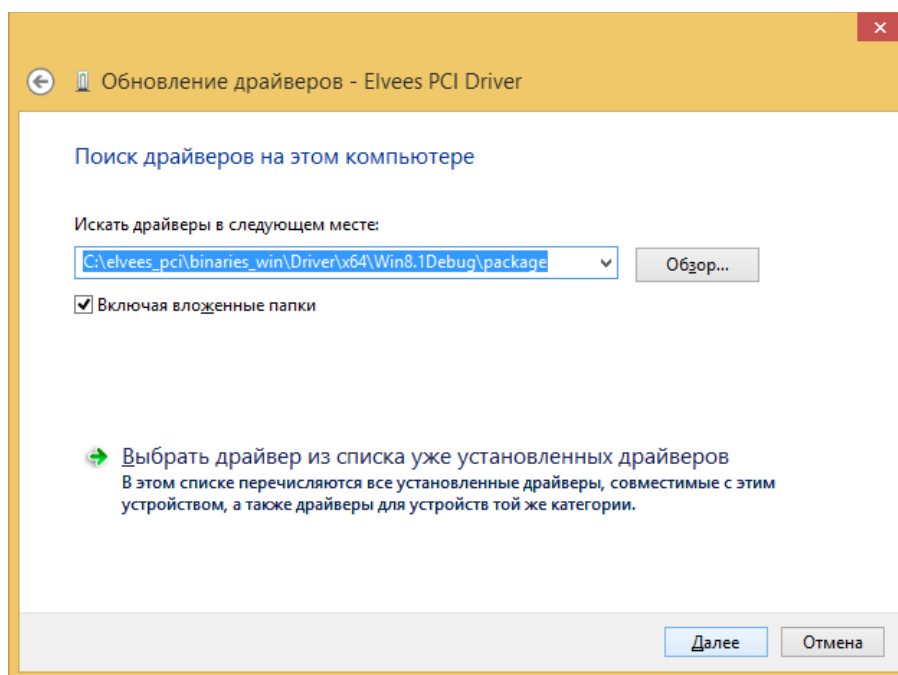 Обновление драйверов - Elvees PCI Driver
Поиск драйверов на этом компьютере
Искать драйверы в следующем месте:
C:\elvees_pci\binaries_win\Driver\x64\Win8.1Debug\package
Обзор...
Включая вложенные папки
Выбрать драйвер из списка уже установленных драйверов
В этом списке перечисляются все установленные драйверы, совместимые с этим
устройством, а также драйверы для устройств той же категории.
Далее
Отмена